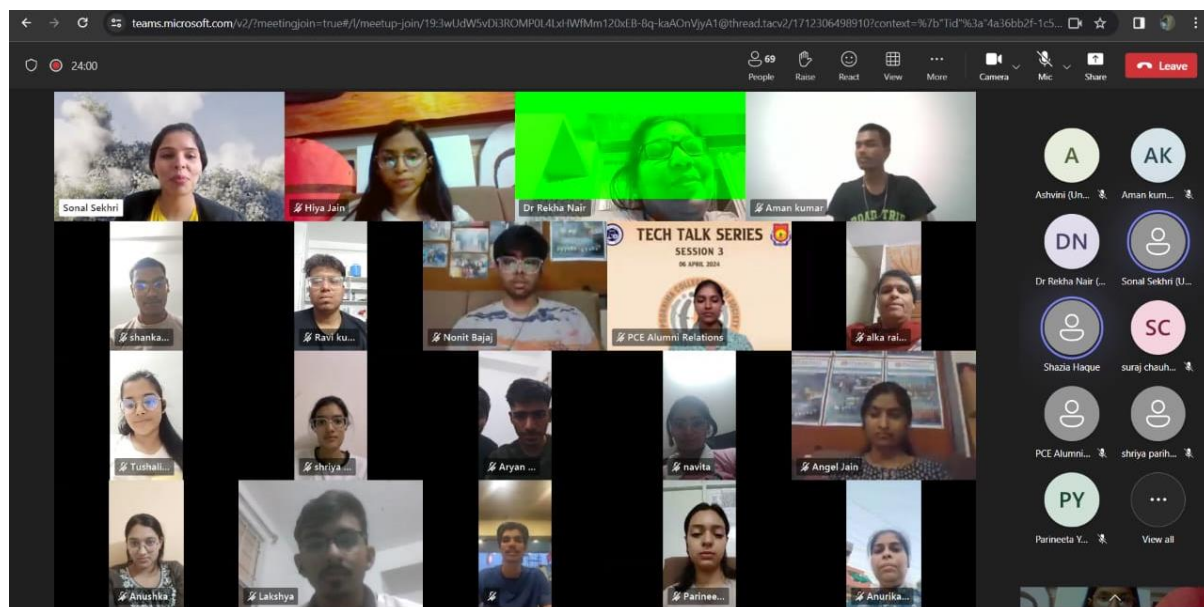 teams.microsoft.com/v2/?meetingjoin=true#/l/meetup-join/19:3wUdW5vDi3ROMP0L4LxHWfMm120xEB-8q-kaAOnVjyA1@thread.tacv2/1712306498910?context=%7b"Tid"%3a"4a36bb2f-1c5...
24:00
69
People
Raise
React
View
More
Camera
Mic
Share
Leave
Sonal Sekhri
Hiya Jain
Dr Rekha Nair
Aman kumar
ROAD TRIP
shanka...
Ravi ku...
Nonit Bajaj
TECH TALK SERIES
SESSION 3
06 APRIL 2024
PCE Alumni Relations
alka rai...
Tushali...
shriya ...
Aryan ...
navita
Angel Jain
Anushka
Lakshya
Parinee...
Anurika...
A
Ashvini (Un...
AK
Aman kum...
DN
Dr Rekha Nair (...
Sonal Sekhri (U...
Shazia Haque
SC
suraj chauh...
PCE Alumni...
shriya parih...
PY
Parineeta Y...
View all